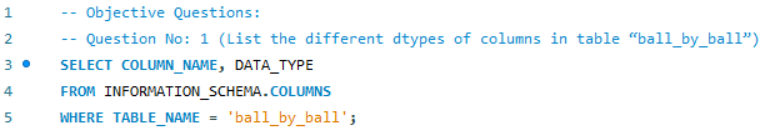 1 -- Objective Questions:
2 -- Question No: 1 (List the different dtypes of columns in table “ball_by_ball”)
3 SELECT COLUMN_NAME, DATA_TYPE
4 FROM INFORMATION_SCHEMA.COLUMNS
5 WHERE TABLE_NAME = 'ball_by_ball';